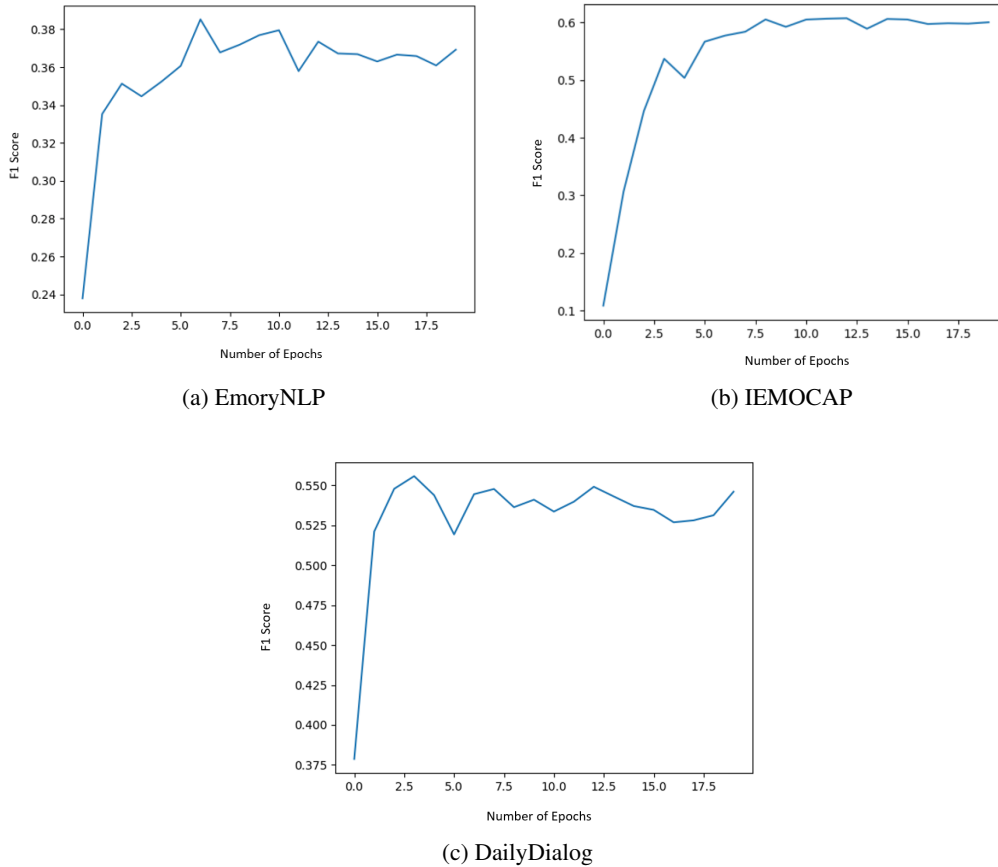 0.38
0.36
0.34
0.32
0.30
0.28
0.26
0.24
F1 Score
0.0 2.5 5.0 7.5 10.0 12.5 15.0 17.5
Number of Epochs
(a) EmoryNLP
0.6
0.5
0.4
0.3
0.2
0.1
F1 Score
0.0 2.5 5.0 7.5 10.0 12.5 15.0 17.5
Number of Epochs
(b) IEMOCAP
0.550
0.525
0.500
0.475
0.450
0.425
0.400
0.375
F1 Score
0.0 2.5 5.0 7.5 10.0 12.5 15.0 17.5
Number of Epochs
(c) DailyDialog